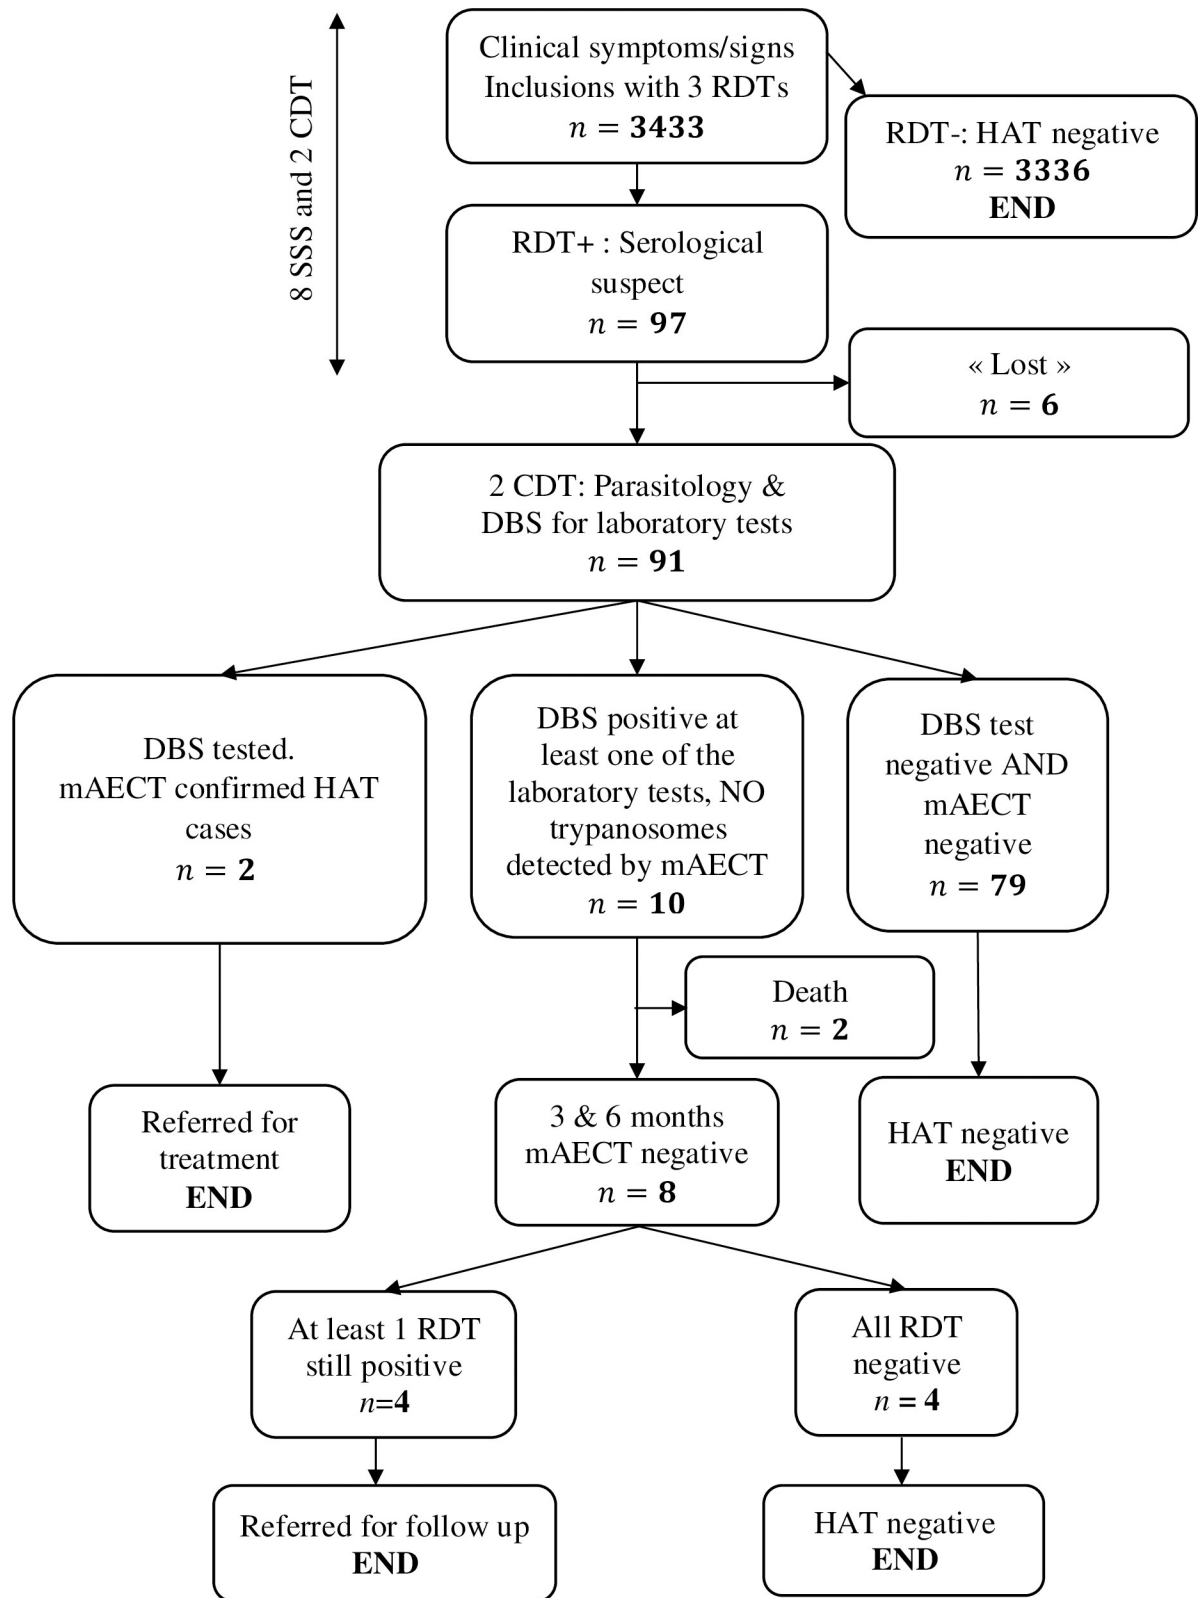 8 SSS and 2 CDT
Clinical symptoms/signs
Inclusions with 3 RDTs
n = 3433
RDT-: HAT negative
n = 3336
END
RDT+ : Serological
suspect
n = 97
« Lost »
n = 6
2 CDT: Parasitology &
DBS for laboratory tests
n = 91
DBS tested.
mAECT confirmed HAT
cases
n = 2
DBS positive at
least one of the
laboratory tests, NO
trypanosomes
detected by mAECT
n = 10
DBS test
negative AND
mAECT
negative
n = 79
Death
n = 2
Referred for
treatment
END
3 & 6 months
mAECT negative
n = 8
HAT negative
END
At least 1 RDT
still positive
n=4
All RDT
negative
n = 4
Referred for follow up
END
HAT negative
END